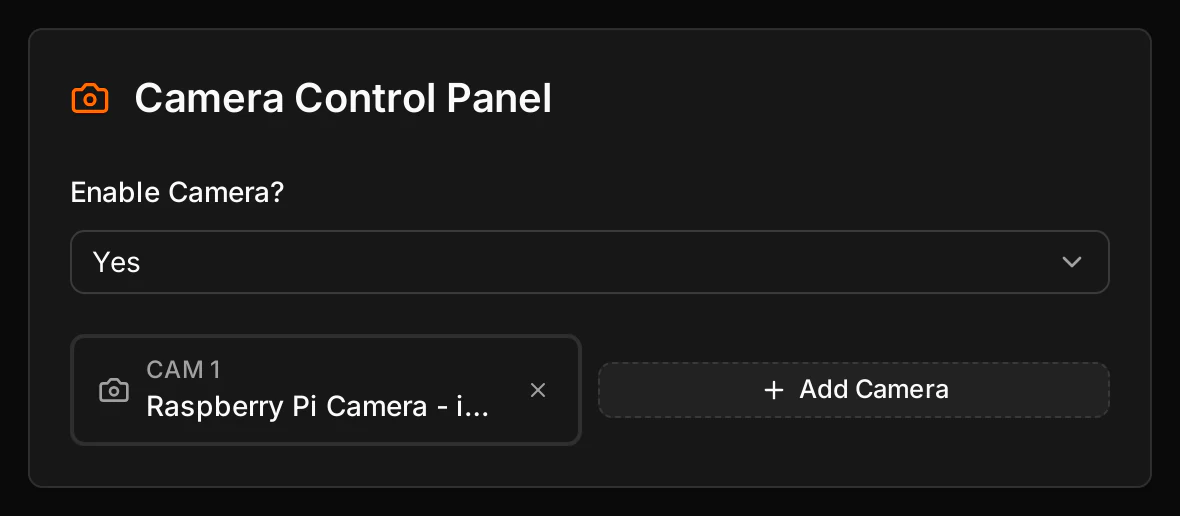 Camera Control Panel
Enable Camera?
Yes
CAM 1
Raspberry Pi Camera - i...
Add Camera